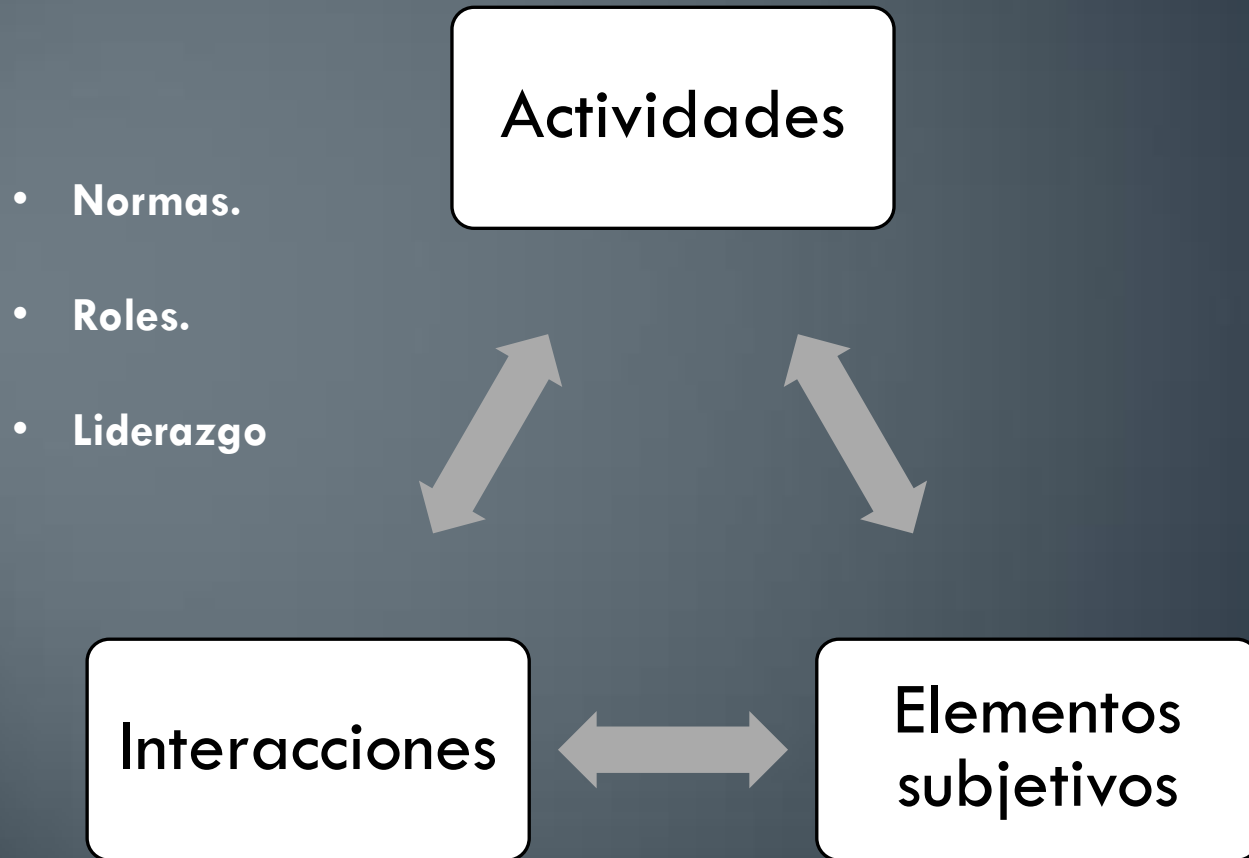 Actividades
• Normas.
• Roles.
• Liderazgo
Interacciones
Elementos
subjetivos